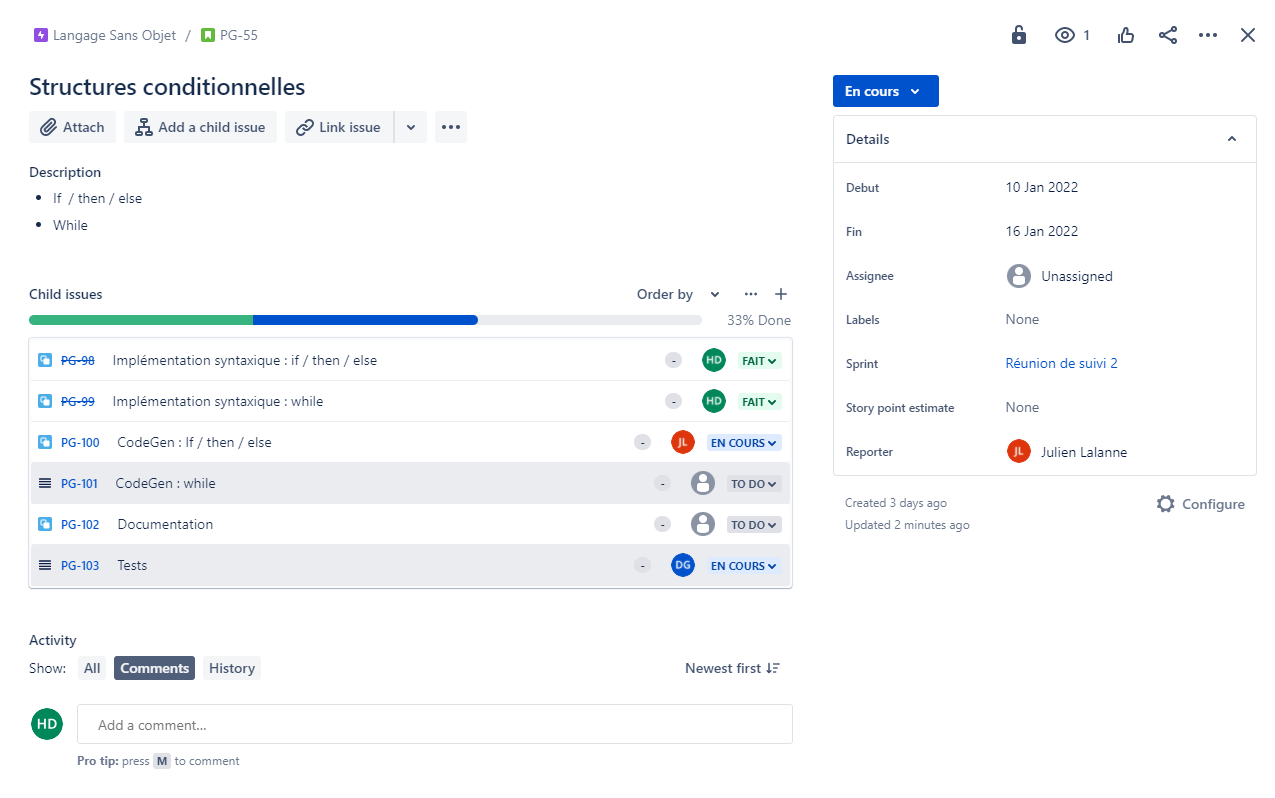 Langage Sans Objet / PG-55
1
Structures conditionnelles
Attach Add a child issue Link issue
Description
If / then / else
While
Child issues Order by
33% Done
PG-98 Implémentation syntaxique : if / then / else - HD FAIT
PG-99 Implémentation syntaxique : while - HD FAIT
PG-100 CodeGen : If / then / else - JL EN COURS
PG-101 CodeGen : while - TO DO
PG-102 Documentation - TO DO
PG-103 Tests - DG EN COURS
Activity
Show: All Comments History Newest first
HD Add a comment...
Pro tip: press M to comment
En cours
Details
Debut 10 Jan 2022
Fin 16 Jan 2022
Assignee Unassigned
Labels None
Sprint Réunion de suivi 2
Story point estimate None
Reporter JL Julien Lalanne
Created 3 days ago
Configure
Updated 2 minutes ago